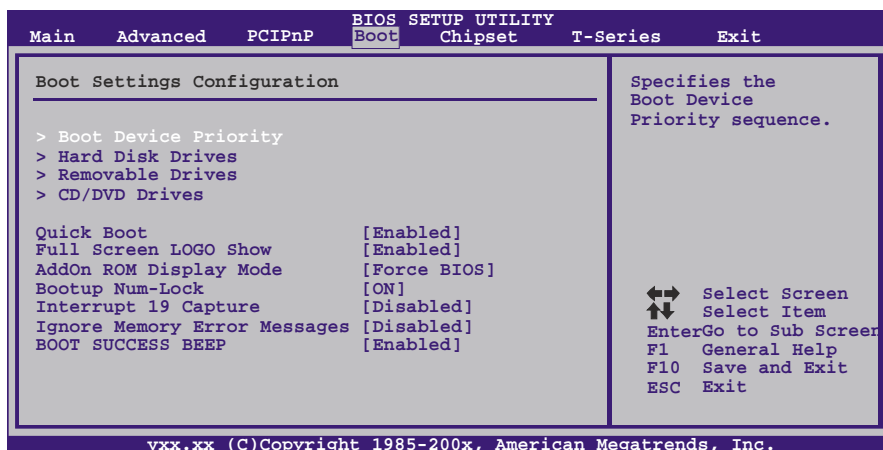 BIOS SETUP UTILITY
Main Advanced PCIPnP Boot Chipset T-Series Exit
Boot Settings Configuration
> Boot Device Priority
> Hard Disk Drives
> Removable Drives
> CD/DVD Drives
Quick Boot [Enabled]
Full Screen LOGO Show [Enabled]
AddOn ROM Display Mode [Force BIOS]
Bootup Num-Lock [ON]
Interrupt 19 Capture [Disabled]
Ignore Memory Error Messages [Disabled]
BOOT SUCCESS BEEP [Enabled]
Specifies the
Boot Device
Priority sequence.
Select Screen
Select Item
EnterGo to Sub Screen
F1 General Help
F10 Save and Exit
ESC Exit
vxx.xx (C)Copyright 1985-200x, American Megatrends, Inc.